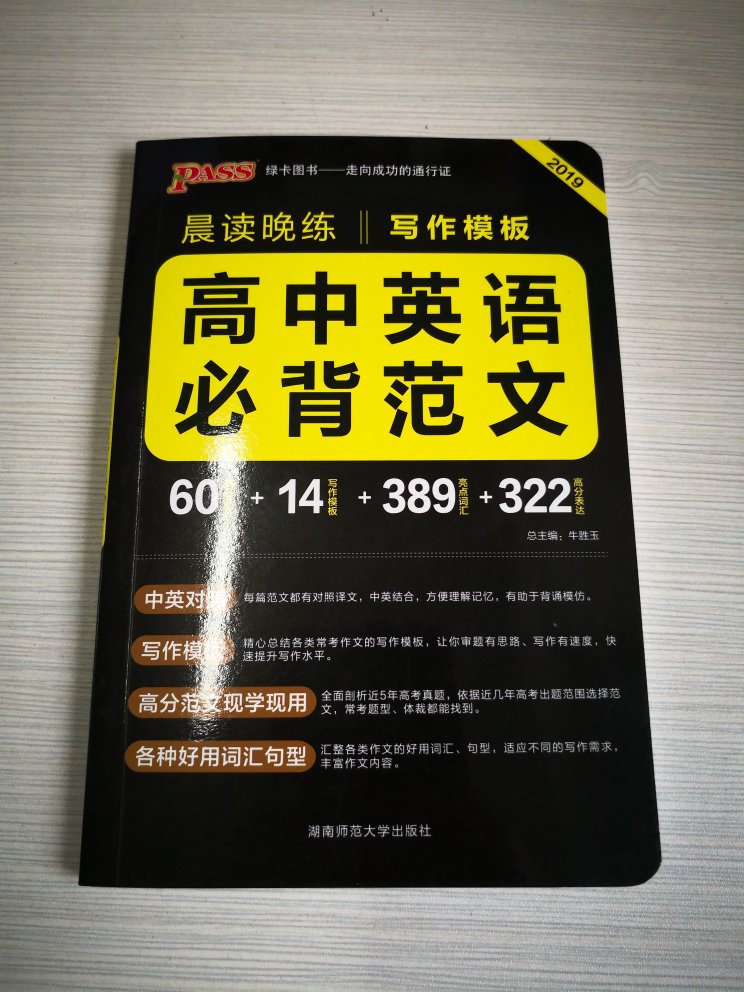 PASS 绿卡图书——走向成功的通行证
2019
晨读晚练 || 写作模板
高中英语
必背范文
60 + 14写作模板 + 389亮点词汇 + 322高分表达
总主编：牛胜玉
中英对 每篇范文都有对照译文，中英结合，方便理解记忆，有助于背诵模仿。
写作模板 精心总结各类常考作文的写作模板，让你审题有思路、写作有速度，快
速提升写作水平。
高分范文现学现用 全面剖析近5年高考真题，依据近几年高考出题范围选择范
文，常考题型、体裁都能找到。
各种好用词汇句型 汇整各类作文的好用词汇、句型，适应不同的写作需求，
丰富作文内容。
湖南师范大学出版社